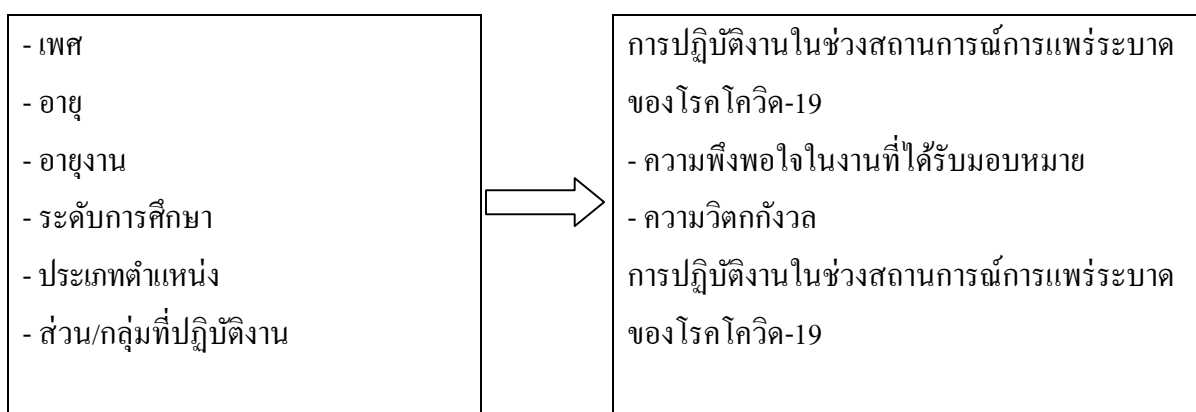 - เพศ
- อายุ
- อายุงาน
- ระดับการศึกษา
- ประเภทตำแหน่ง
- ส่วน/กลุ่มที่ปฏิบัติงาน
การปฏิบัติงานในช่วงสถานการณ์การแพร่ระบาด
ของโรคโควิด-19
- ความพึงพอใจในงานที่ได้รับมอบหมาย
- ความวิตกกังวล
การปฏิบัติงานในช่วงสถานการณ์การแพร่ระบาด
ของโรคโควิด-19